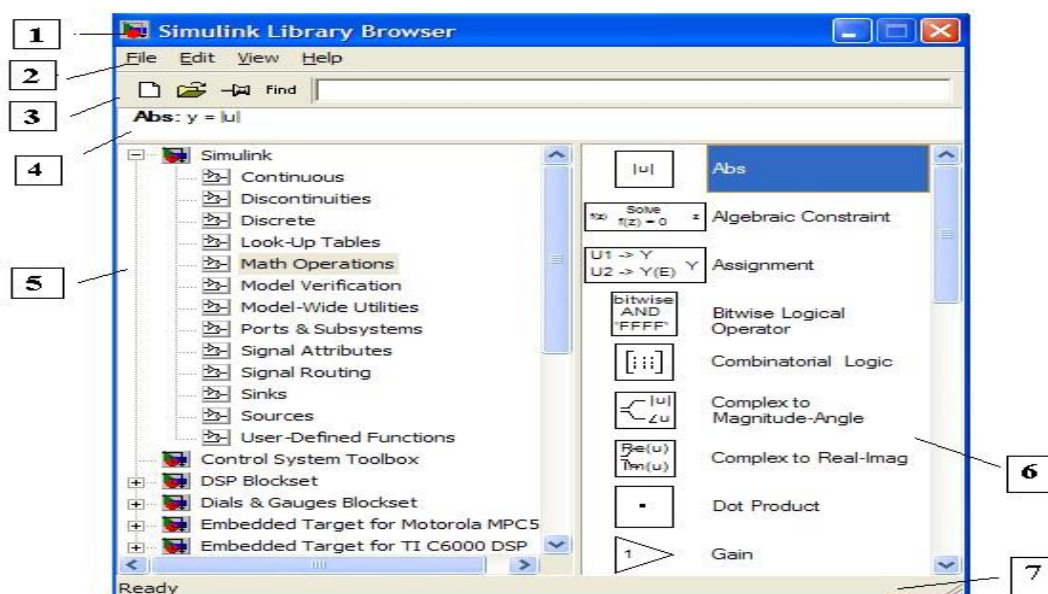 1
Simulink Library Browser
2
File Edit View Help
3
Find
4
Abs: y = |u|
5
Simulink
Continuous
Discontinuities
Discrete
Look-Up Tables
Math Operations
Model Verification
Model-Wide Utilities
Ports & Subsystems
Signal Attributes
Signal Routing
Sinks
Sources
User-Defined Functions
Control System Toolbox
DSP Blockset
Dials & Gauges Blockset
Embedded Target for Motorola MPC5
Embedded Target for TI C6000 DSP
|u| Abs
f(z) Solve f(z) = 0 z Algebraic Constraint
U1 -> Y
U2 -> Y(E) Y Assignment
bitwise
AND
'FFFF'
Bitwise Logical
Operator
Combinatorial Logic
|u|
∠u
Complex to
Magnitude-Angle
Re(u)
Im(u)
Complex to Real-Imag
Dot Product
1 Gain
6
Ready
7